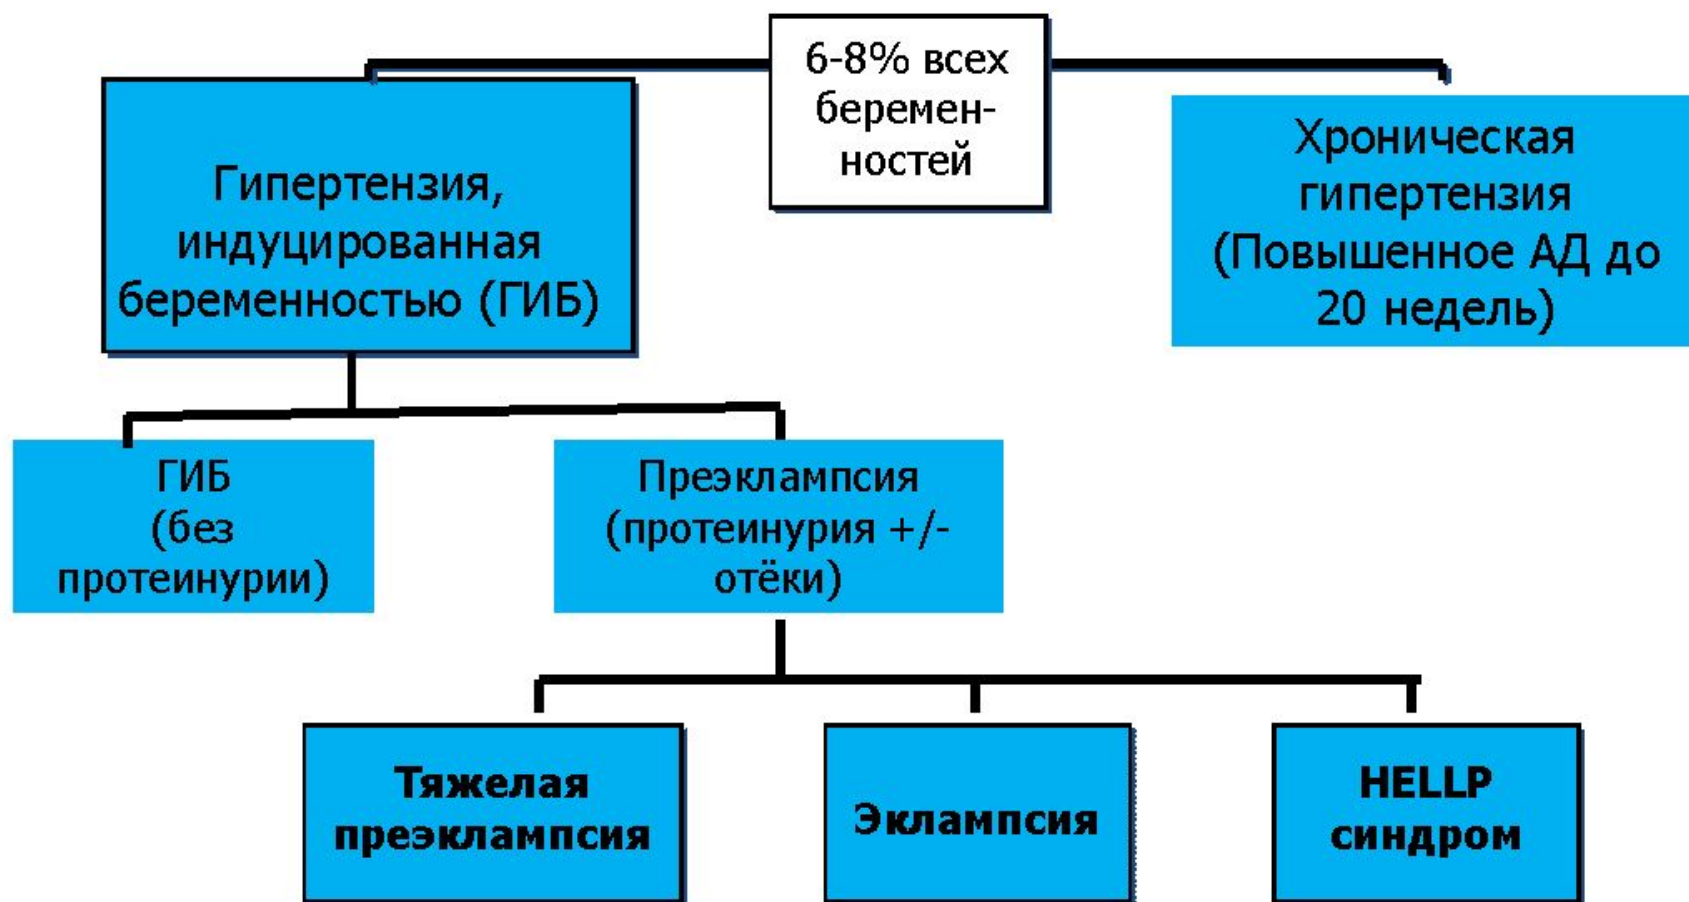 6-8% всех
беремен-
ностей
Гипертензия,
индуцированная
беременностью (ГИБ)
Хроническая
гипертензия
(Повышенное АД до
20 недель)
ГИБ
(без
протеинурии)
Преэклампсия
(протеинурия +/-
отёки)
Тяжелая
преэклампсия
Эклампсия
HELLP
синдром